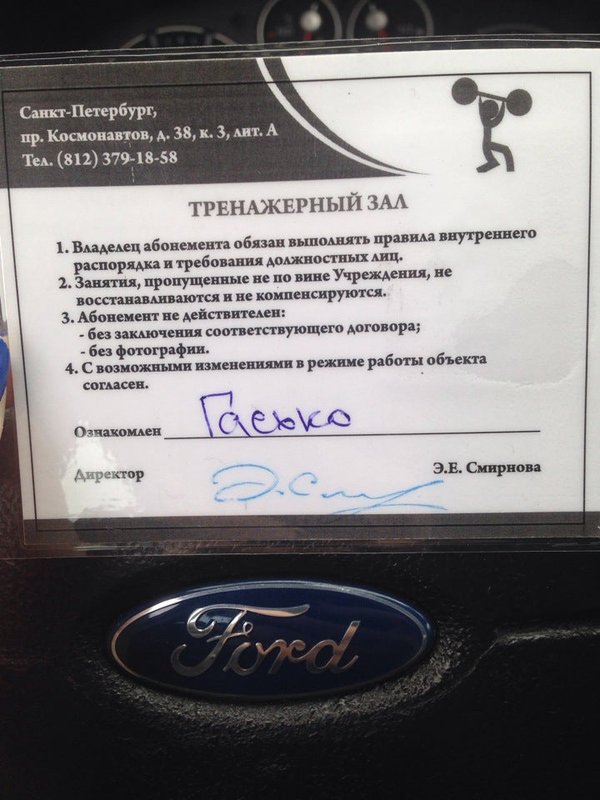 Санкт-Петербург,
пр. Космонавтов, д. 38, к. 3, лит. А
Тел. (812) 379-18-58
ТРЕНАЖЕРНЫЙ ЗАЛ
1. Владелец абонемента обязан выполнять правила внутреннего
распорядка и требования должностных лиц.
2. Занятия, пропущенные не по вине Учреждения, не
восстанавливаются и не компенсируются.
3. Абонемент не действителен:
- без заключения соответствующего договора;
- без фотографии.
4. С возможными изменениями в режиме работы объекта
согласен.
Ознакомлен Гасько
Директор Э.Е. Смирнова
Ford